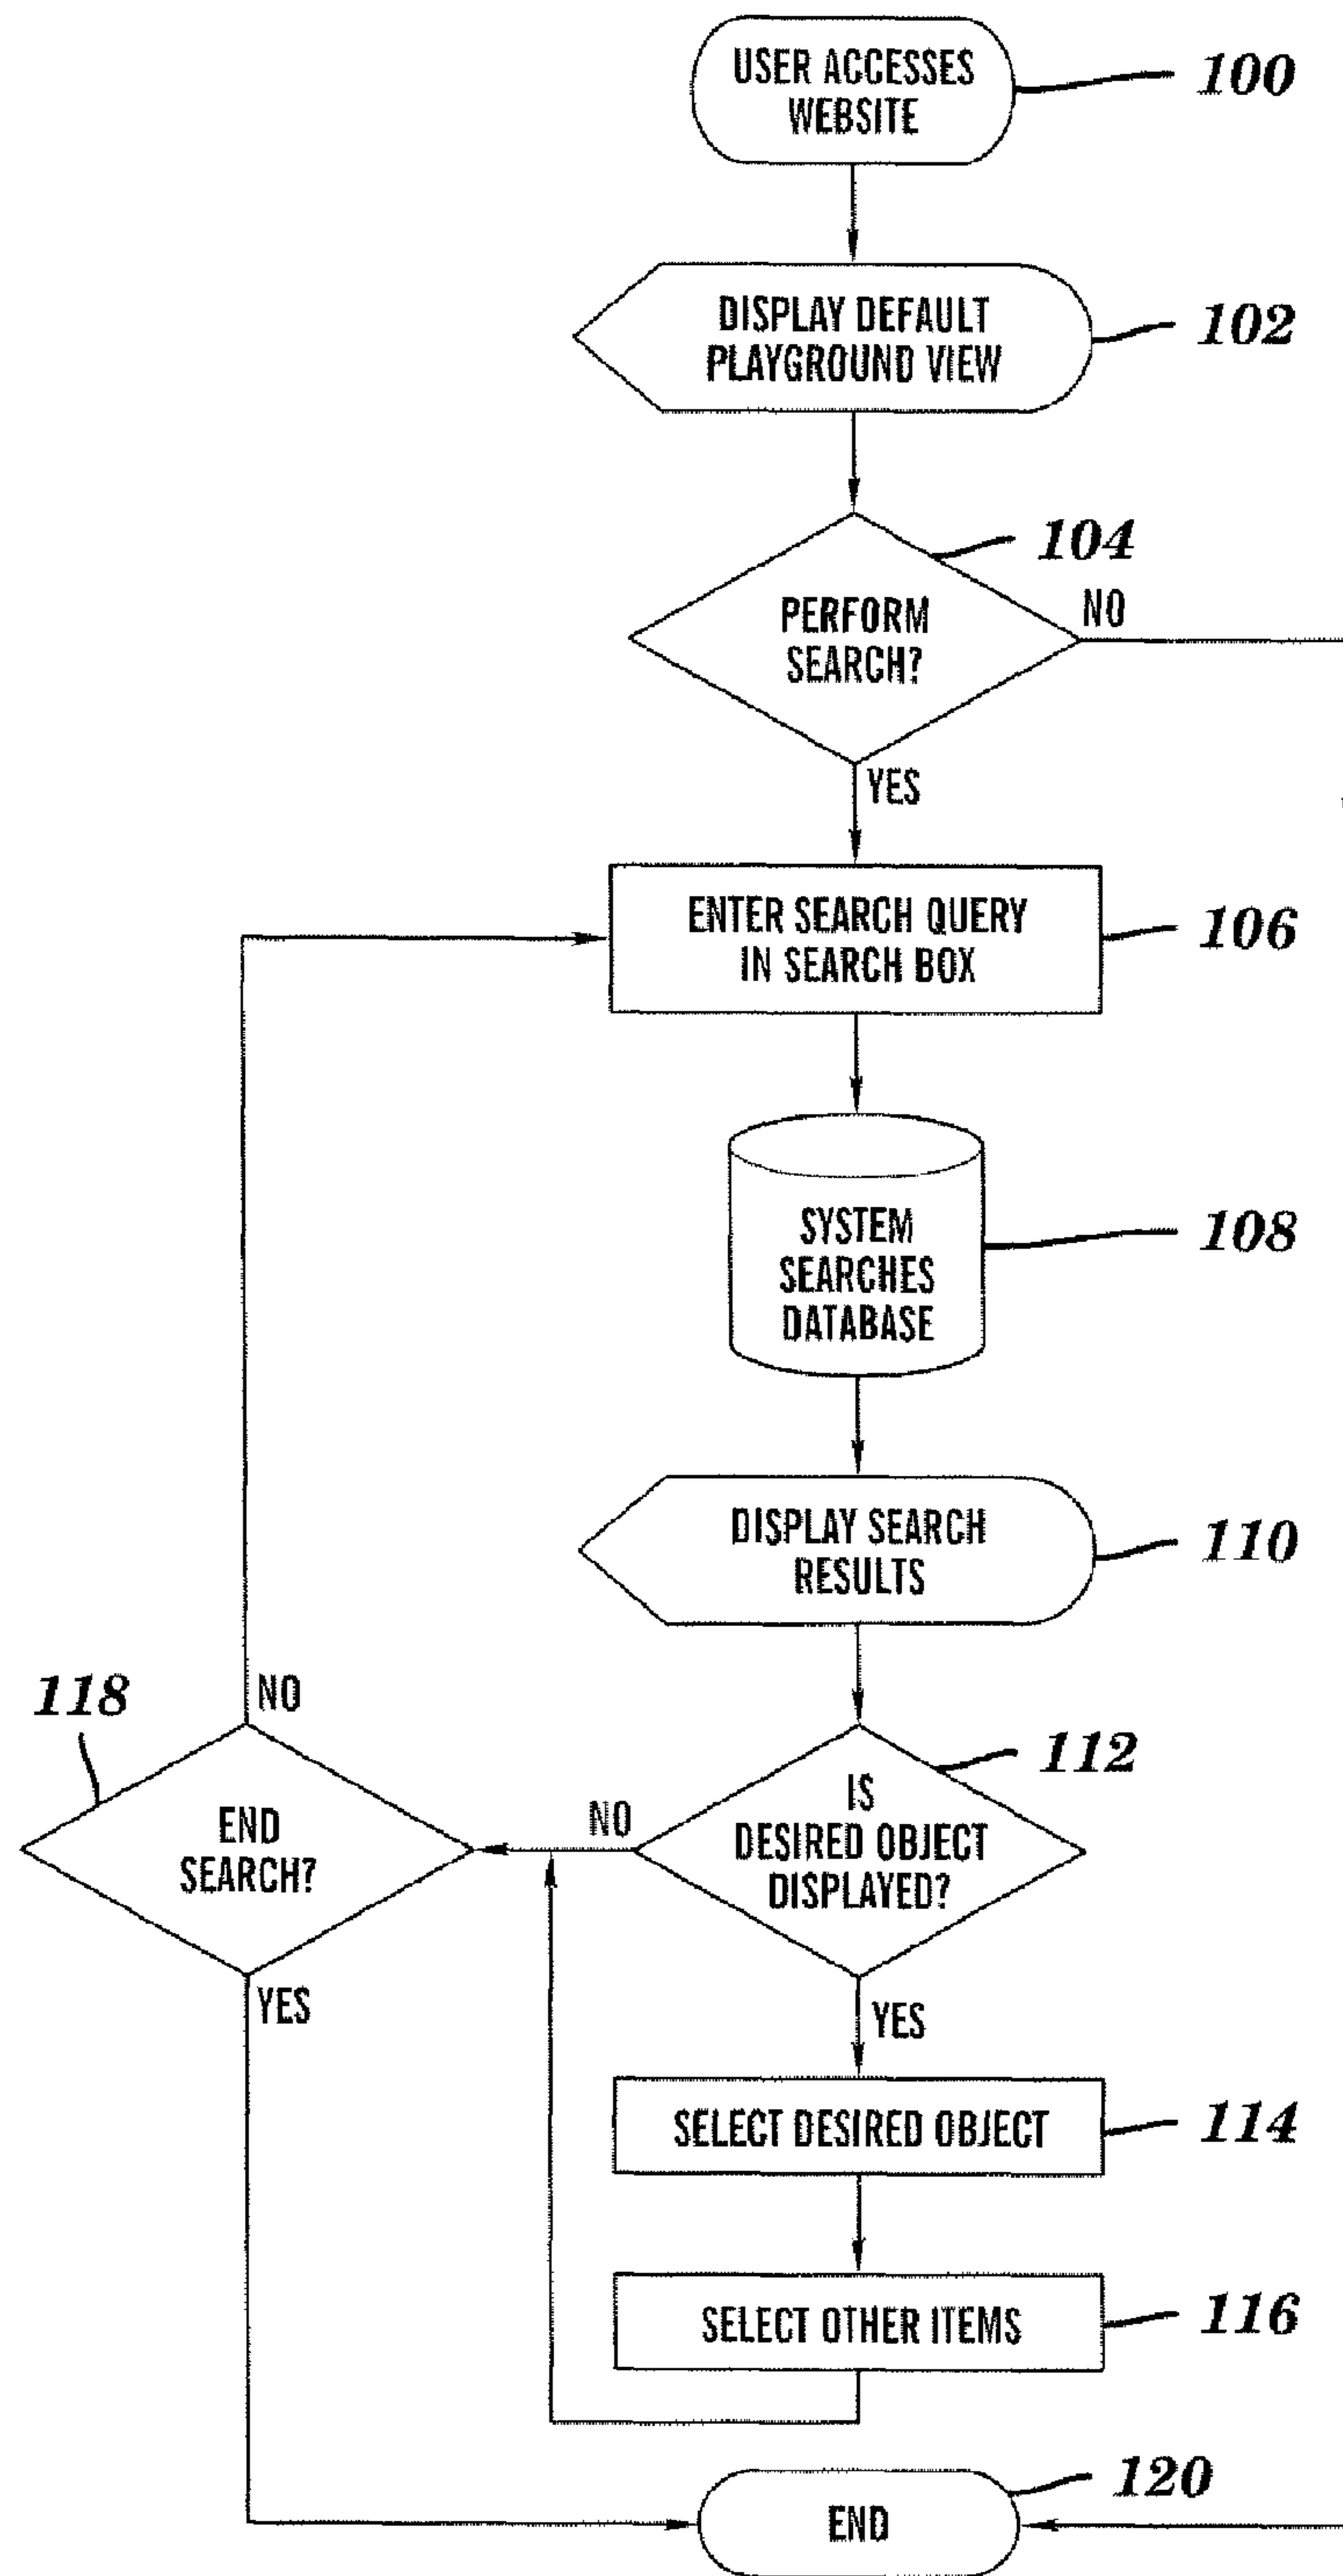 USER ACCESSES
WEBSITE
100
DISPLAY DEFAULT
PLAYGROUND VIEW
102
104
PERFORM
SEARCH?
NO
YES
ENTER SEARCH QUERY
IN SEARCH BOX
106
SYSTEM
SEARCHES
DATABASE
108
DISPLAY SEARCH
RESULTS
110
118
NO
END
SEARCH?
YES
112
NO
IS
DESIRED OBJECT
DISPLAYED?
YES
SELECT DESIRED OBJECT
114
SELECT OTHER ITEMS
116
120
END